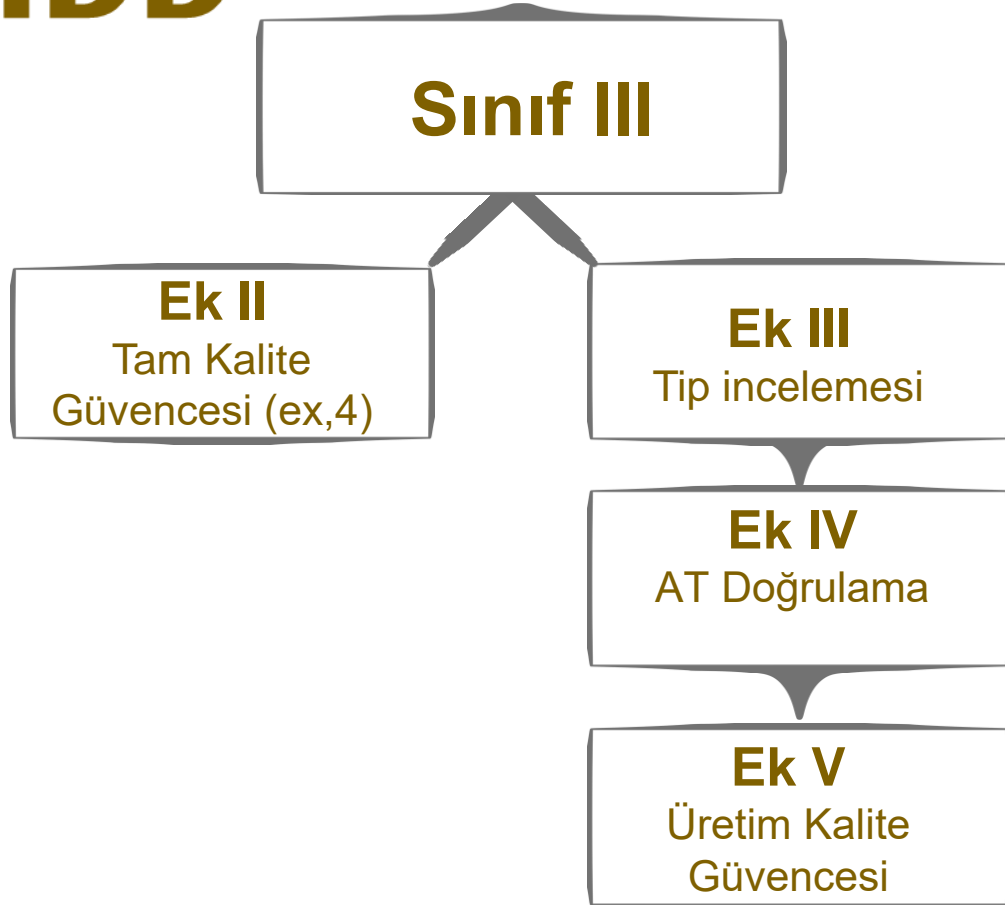 Sınıf III
Ek II
Tam Kalite
Güvencesi (ex,4)
Ek III
Tip incelemesi
Ek IV
AT Doğrulama
Ek V
Üretim Kalite
Güvencesi